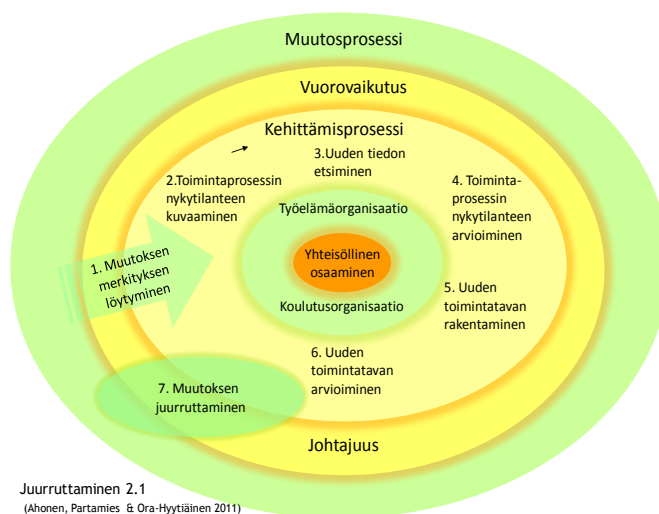 Muutosprosessi
Vuorovaikutus
Kehittämisprosessi
1. Muutoksen
merkityksen
löytyminen
2.Toimintaprosessin
nykytilanteen
kuvaaminen
3.Uuden tiedon
etsiminen
4. Toiminta-
prosessin
nykytilanteen
arvioiminen
Työelämäorganisaatio
Yhteisöllinen
osaaminen
Koulutusorganisaatio
5. Uuden
toimintatavan
rakentaminen
6. Uuden
toimintatavan
arvioiminen
7. Muutoksen
juurruttaminen
Johtajuus
Juurruttaminen 2.1
(Ahonen, Partamies & Ora-Hyytiäinen 2011)